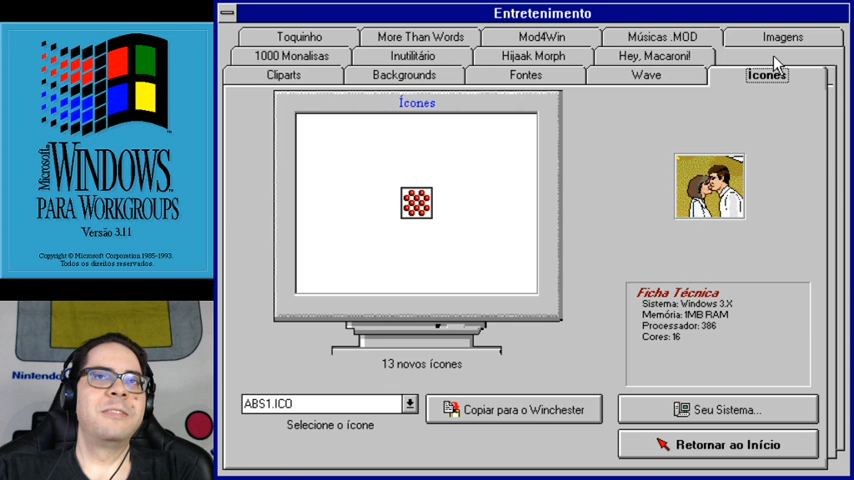 Microsoft
WINDOWS
PARA WORKGROUPS
Versão 3.11
Copyright © Microsoft Corporation 1985-1993.
Todos os direitos reservados.
Nintendo
Entretenimento
Toquinho
More Than Words
Mod4Win
Músicas .MOD
Imagens
1000 Monalisas
Inutilitário
Hijaak Morph
Hey, Macaroni!
Cliparts
Backgrounds
Fontes
Wave
Ícones
Ícones
13 novos ícones
ABS1.ICO
Selecione o ícone
Copiar para o Winchester
Ficha Técnica
Sistema: Windows 3.X
Memória: 1MB RAM
Processador: 386
Cores: 16
Seu Sistema...
Retornar ao Início